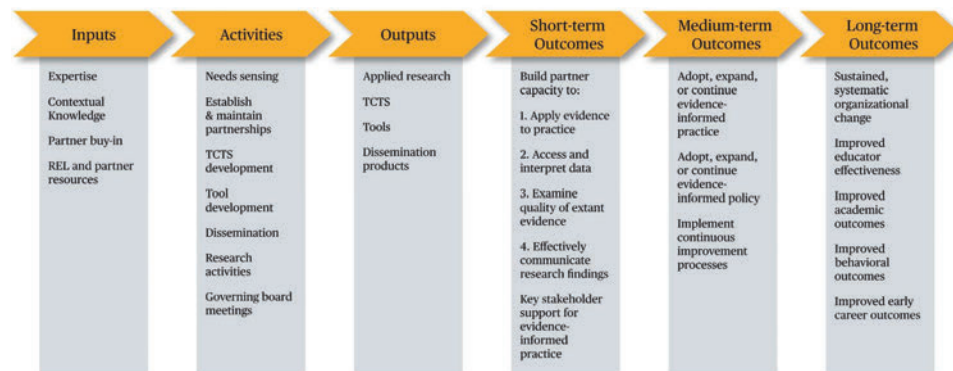 Inputs
Activities
Outputs
Short-term
Outcomes
Medium-term
Outcomes
Long-term
Outcomes
Expertise
Contextual
Knowledge
Partner buy-in
REL and partner
resources
Needs sensing
Establish
& maintain
partnerships
TCTS
development
Tool
development
Dissemination
Research
activities
Governing board
meetings
Applied research
TCTS
Tools
Dissemination
products
Build partner
capacity to:
1. Apply evidence
to practice
2. Access and
interpret data
3. Examine
quality of extant
evidence
4. Effectively
communicate
research findings
Key stakeholder
support for
evidence-
informed
practice
Adopt, expand,
or continue
evidence-
informed
practice
Adopt, expand,
or continue
evidence-
informed policy
Implement
continuous
improvement
processes
Sustained,
systematic
organizational
change
Improved
educator
effectiveness
Improved
academic
outcomes
Improved
behavioral
outcomes
Improved early
career outcomes